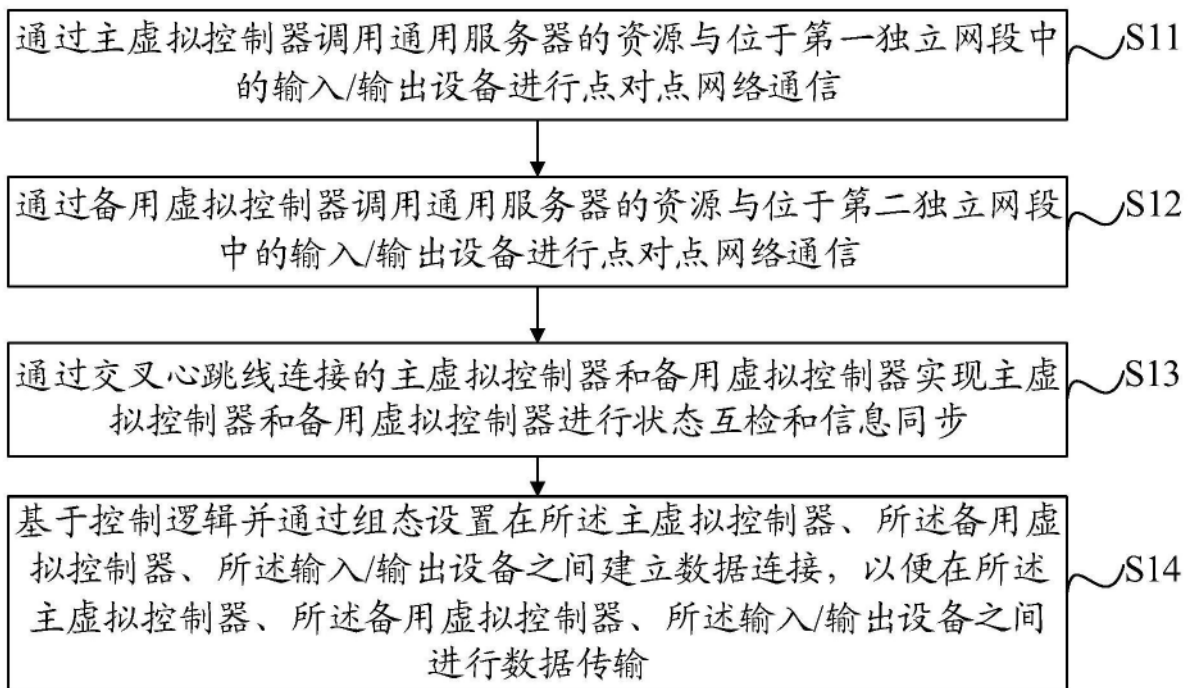 通过主虚拟控制器调用通用服务器的资源与位于第一独立网段中
的输入/输出设备进行点对点网络通信
S11
通过备用虚拟控制器调用通用服务器的资源与位于第二独立网段
中的输入/输出设备进行点对点网络通信
S12
通过交叉心跳线连接的主虚拟控制器和备用虚拟控制器实现主虚
拟控制器和备用虚拟控制器进行状态互检和信息同步
S13
基于控制逻辑并通过组态设置在所述主虚拟控制器、所述备用虚
拟控制器、所述输入/输出设备之间建立数据连接，以便在所述
主虚拟控制器、所述备用虚拟控制器、所述输入/输出设备之间
进行数据传输
S14